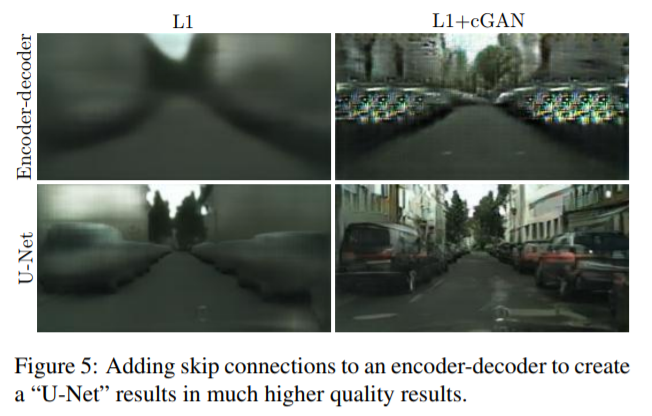 L1
L1+cGAN
Encoder-decoder
U-Net
Figure 5: Adding skip connections to an encoder-decoder to create
a “U-Net” results in much higher quality results.